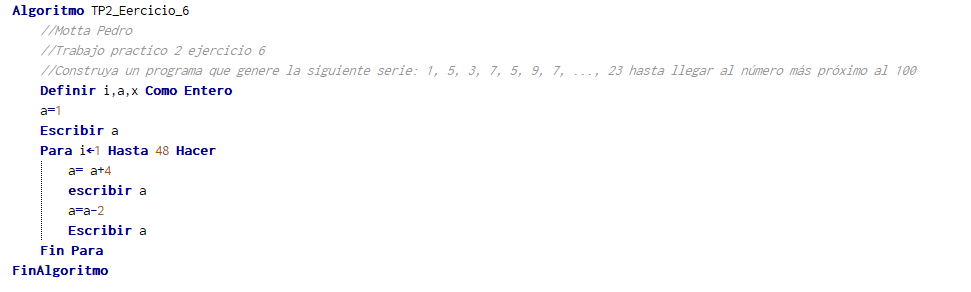 Algoritmo TP2_Eercicio_6
//Motta Pedro
//Trabajo practico 2 ejercicio 6
//Construya un programa que genere la siguiente serie: 1, 5, 3, 7, 5, 9, 7, ..., 23 hasta llegar al número más próximo al 100
Definir i,a,x Como Entero
a=1
Escribir a
Para i←1 Hasta 48 Hacer
a= a+4
escribir a
a=a-2
Escribir a
Fin Para
FinAlgoritmo